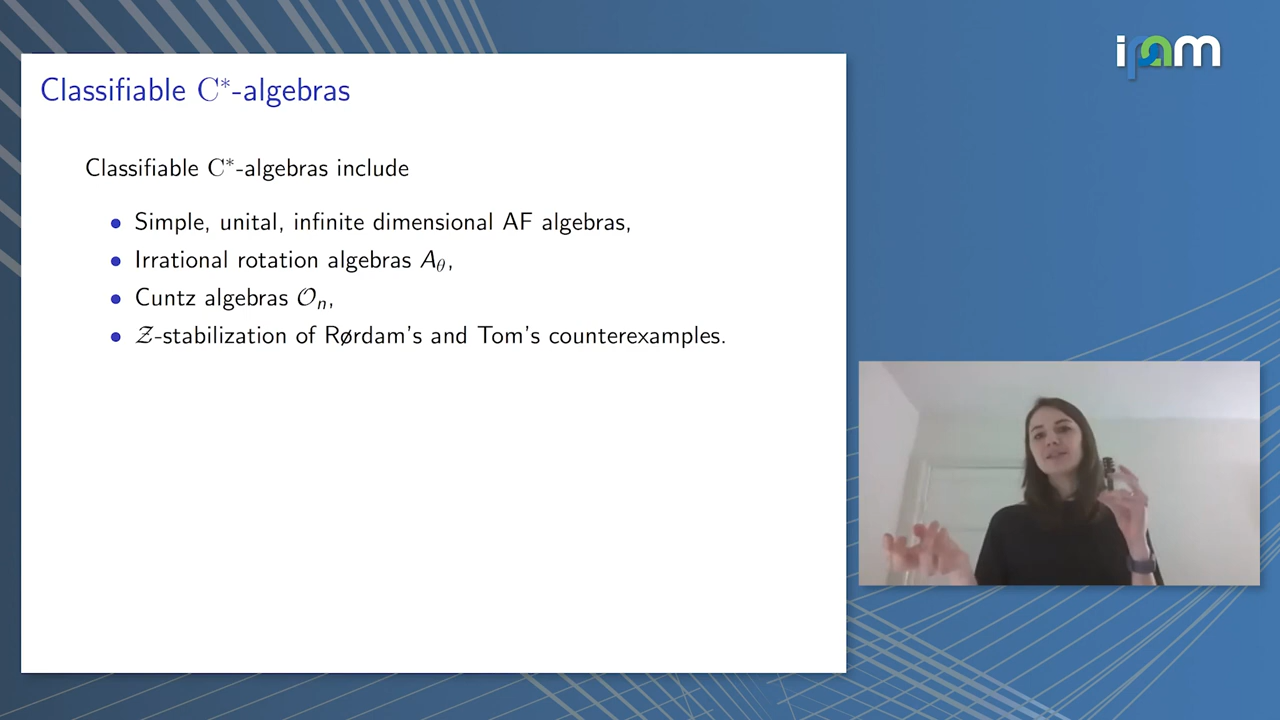 Classifiable C*-algebras
ipam
Classifiable C*-algebras include
• Simple, unital, infinite dimensional AF algebras,
• Irrational rotation algebras A_θ,
• Cuntz algebras 𝒪_n,
• 𝒵-stabilization of Rørdam's and Tom's counterexamples.